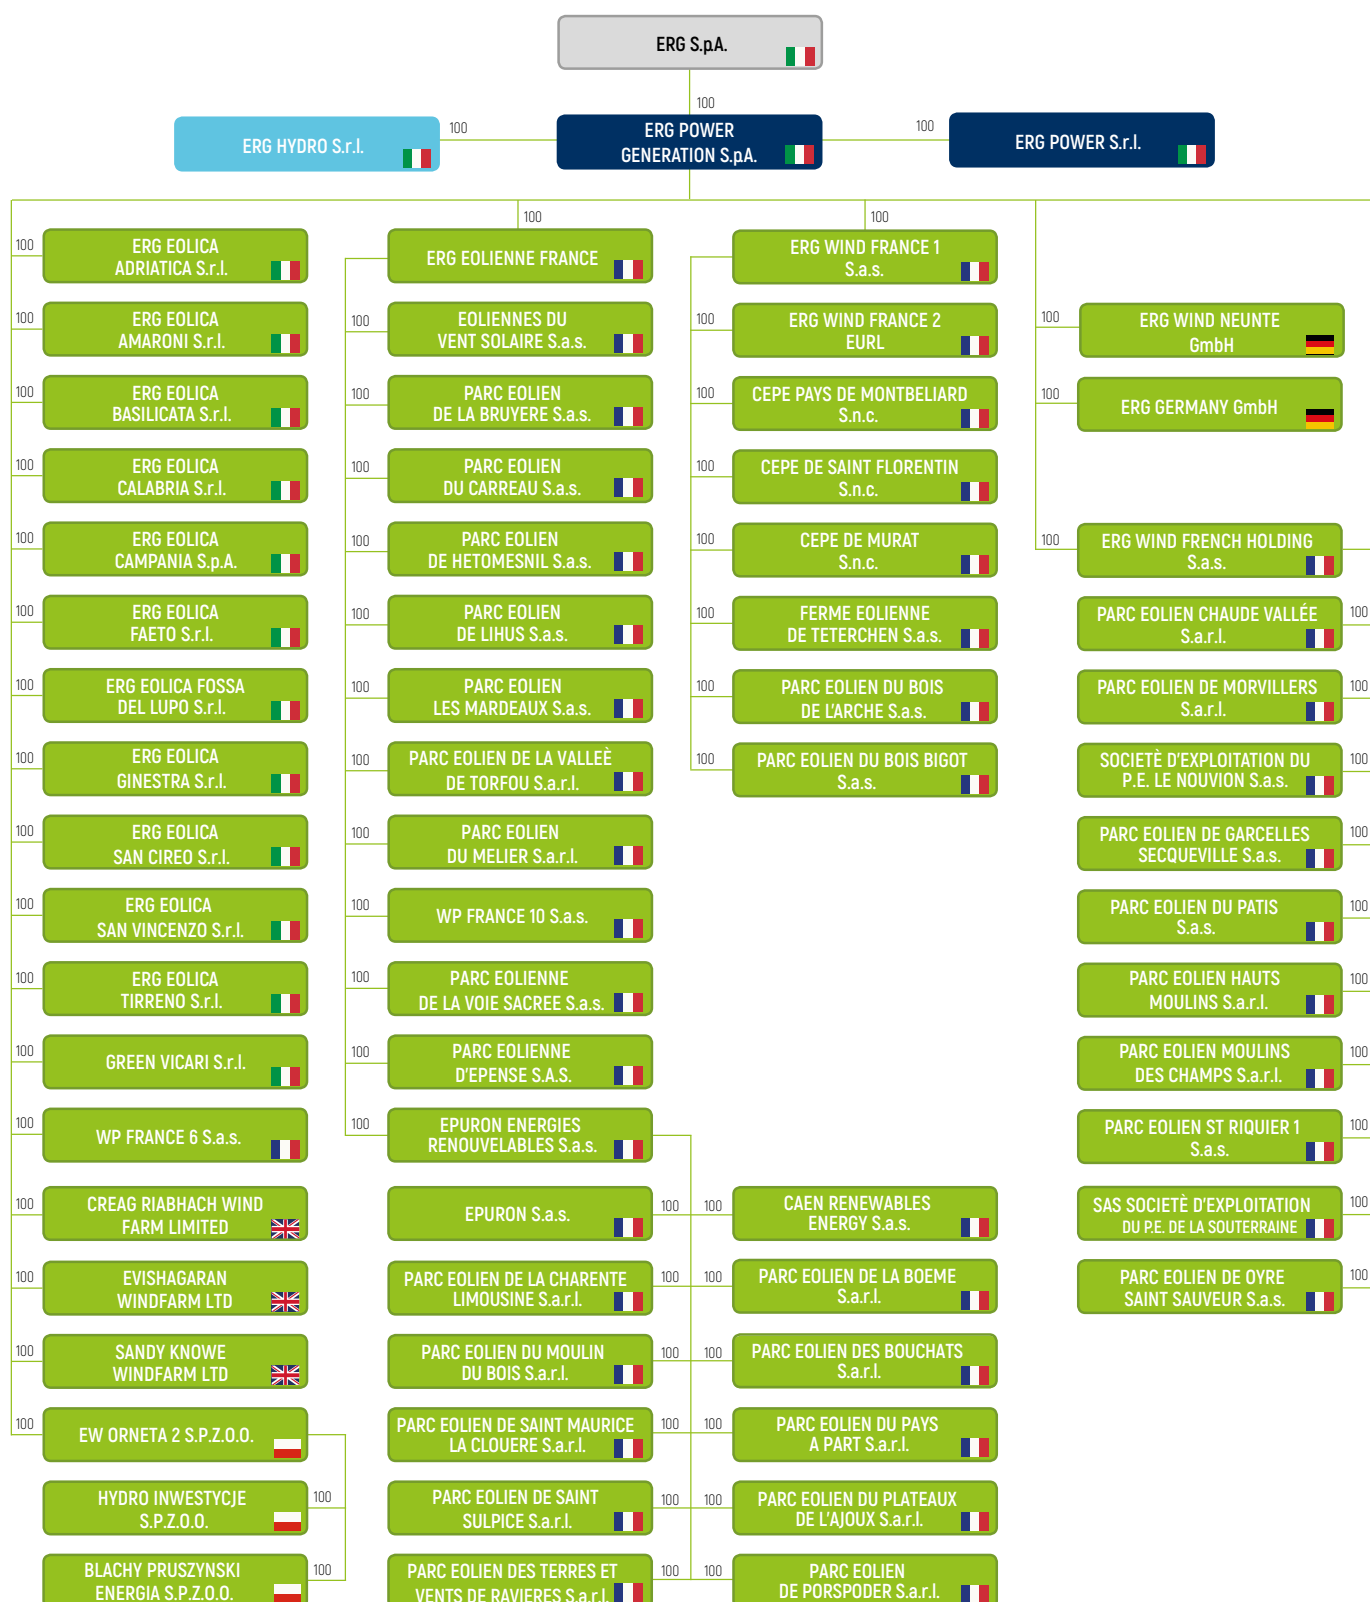 ERG S.p.A.
100
ERG HYDRO S.r.l.
100
ERG POWER
GENERATION S.p.A.
100
ERG POWER S.r.l.
100
ERG EOLICA
ADRIATICA S.r.l.
100
ERG EOLICA
AMARONI S.r.l.
100
ERG EOLICA
BASILICATA S.r.l.
100
ERG EOLICA
CALABRIA S.r.l.
100
ERG EOLICA
CAMPANIA S.p.A.
100
ERG EOLICA
FAETO S.r.l.
100
ERG EOLICA FOSSA
DEL LUPO S.r.l.
100
ERG EOLICA
GINESTRA S.r.l.
100
ERG EOLICA
SAN CIREO S.r.l.
100
ERG EOLICA
SAN VINCENZO S.r.l.
100
ERG EOLICA
TIRRENO S.r.l.
100
GREEN VICARI S.r.l.
100
WP FRANCE 6 S.a.s.
100
CREAG RIABHACH WIND
FARM LIMITED
100
EVISHAGARAN
WINDFARM LTD
100
SANDY KNOWE
WINDFARM LTD
100
EW ORNETA 2 S.P.Z.O.O.
HYDRO INWESTYCJE
S.P.Z.O.O.
100
BLACHY PRUSZYNSKI
ENERGIA S.P.Z.O.O.
100
100
ERG EOLIENNE FRANCE
100
EOLIENNES DU
VENT SOLAIRE S.a.s.
100
PARC EOLIEN
DE LA BRUYERE S.a.s.
100
PARC EOLIEN
DU CARREAU S.a.s.
100
PARC EOLIEN
DE HETOMESNIL S.a.s.
100
PARC EOLIEN
DE LIHUS S.a.s.
100
PARC EOLIEN
LES MARDEAUX S.a.s.
100
PARC EOLIEN DE LA VALLEÈ
DE TORFOU S.a.r.l.
100
PARC EOLIEN
DU MELIER S.a.r.l.
100
WP FRANCE 10 S.a.s.
100
PARC EOLIENNE
DE LA VOIE SACREE S.a.s.
100
PARC EOLIENNE
D'EPENSE S.A.S.
100
EPURON ENERGIES
RENOUVELABLES S.a.s.
EPURON S.a.s.
100
PARC EOLIEN DE LA CHARENTE
LIMOUSINE S.a.r.l.
100
PARC EOLIEN DU MOULIN
DU BOIS S.a.r.l.
100
PARC EOLIEN DE SAINT MAURICE
LA CLOUERE S.a.r.l.
100
PARC EOLIEN DE SAINT
SULPICE S.a.r.l.
100
PARC EOLIEN DES TERRES ET
VENTS DE RAVIERES S.a.r.l.
100
100
ERG WIND FRANCE 1
S.a.s.
100
ERG WIND FRANCE 2
EURL
100
CEPE PAYS DE MONTBELIARD
S.n.c.
100
CEPE DE SAINT FLORENTIN
S.n.c.
100
CEPE DE MURAT
S.n.c.
100
FERME EOLIENNE
DE TETERCHEN S.a.s.
100
PARC EOLIEN DU BOIS
DE L'ARCHE S.a.s.
100
PARC EOLIEN DU BOIS BIGOT
S.a.s.
100
CAEN RENEWABLES
ENERGY S.a.s.
100
PARC EOLIEN DE LA BOEME
S.a.r.l.
100
PARC EOLIEN DES BOUCHATS
S.a.r.l.
100
PARC EOLIEN DU PAYS
A PART S.a.r.l.
100
PARC EOLIEN DU PLATEAUX
DE L'AJOUX S.a.r.l.
100
PARC EOLIEN
DE PORSPODER S.a.r.l.
100
ERG WIND NEUNTE
GmbH
100
ERG GERMANY GmbH
100
ERG WIND FRENCH HOLDING
S.a.s.
PARC EOLIEN CHAUDE VALLÉE
S.a.r.l.
100
PARC EOLIEN DE MORVILLERS
S.a.r.l.
100
SOCIETÈ D'EXPLOITATION DU
P.E. LE NOUVION S.a.s.
100
PARC EOLIEN DE GARCELLES
SECQUEVILLE S.a.s.
100
PARC EOLIEN DU PATIS
S.a.s.
100
PARC EOLIEN HAUTS
MOULINS S.a.r.l.
100
PARC EOLIEN MOULINS
DES CHAMPS S.a.r.l.
100
PARC EOLIEN ST RIQUIER 1
S.a.s.
100
SAS SOCIETÈ D'EXPLOITATION
DU P.E. DE LA SOUTERRAINE
100
PARC EOLIEN DE OYRE
SAINT SAUVEUR S.a.s.
100